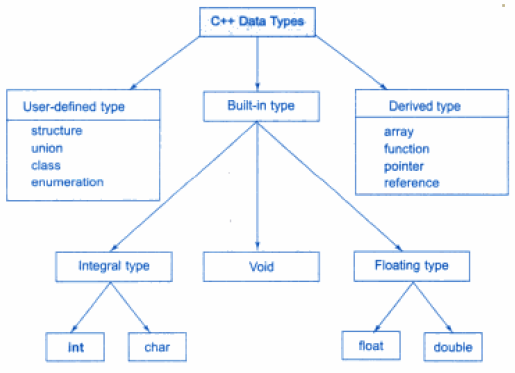 C++ Data Types
User-defined type
structure
union
class
enumeration
Built-in type
Derived type
array
function
pointer
reference
Integral type
Void
Floating type
int
char
float
double